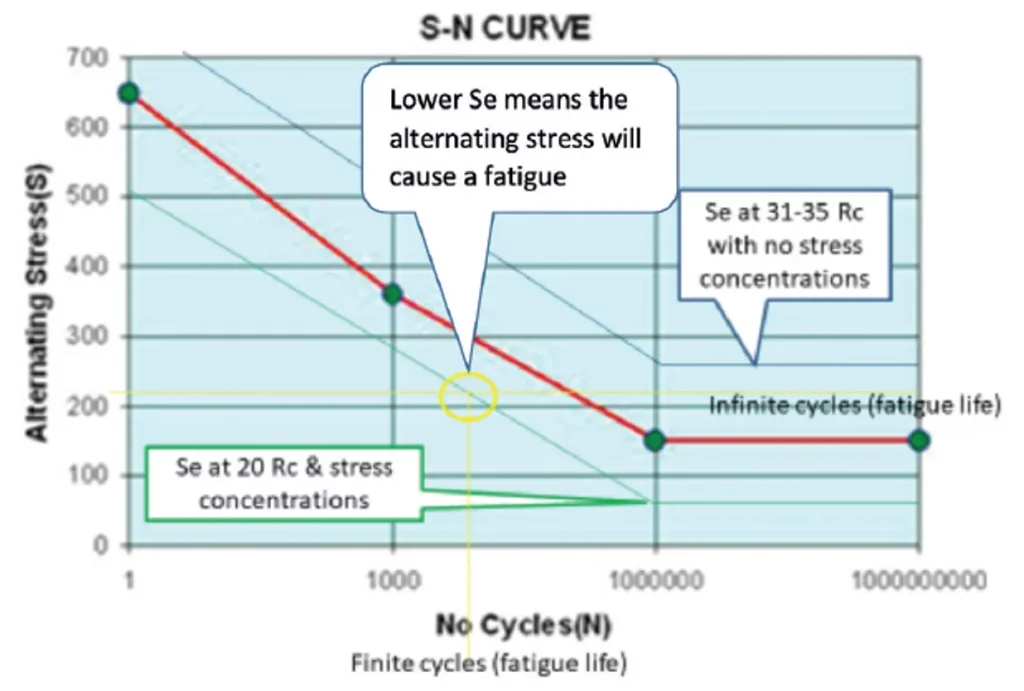 S-N CURVE
700
600
500
400
300
200
100
0
Alternating Stress(S)
Lower Se means the
alternating stress will
cause a fatigue
Se at 31-35 Rc
with no stress
concentrations
Infinite cycles (fatigue life)
Se at 20 Rc & stress
concentrations
1 1000 1000000 1000000000
No Cycles(N)
Finite cycles (fatigue life)